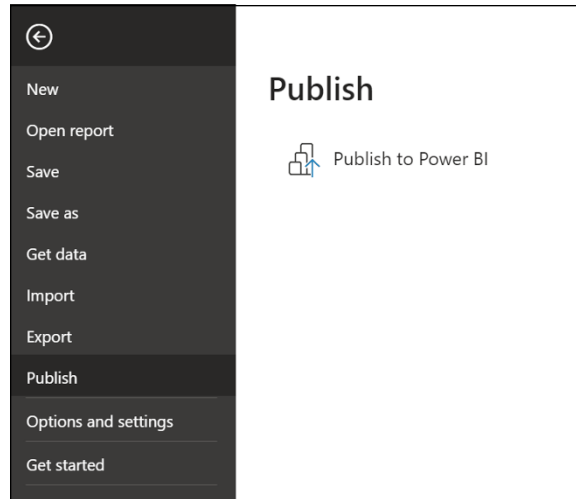 New
Open report
Save
Save as
Get data
Import
Export
Publish
Options and settings
Get started
Publish
Publish to Power BI